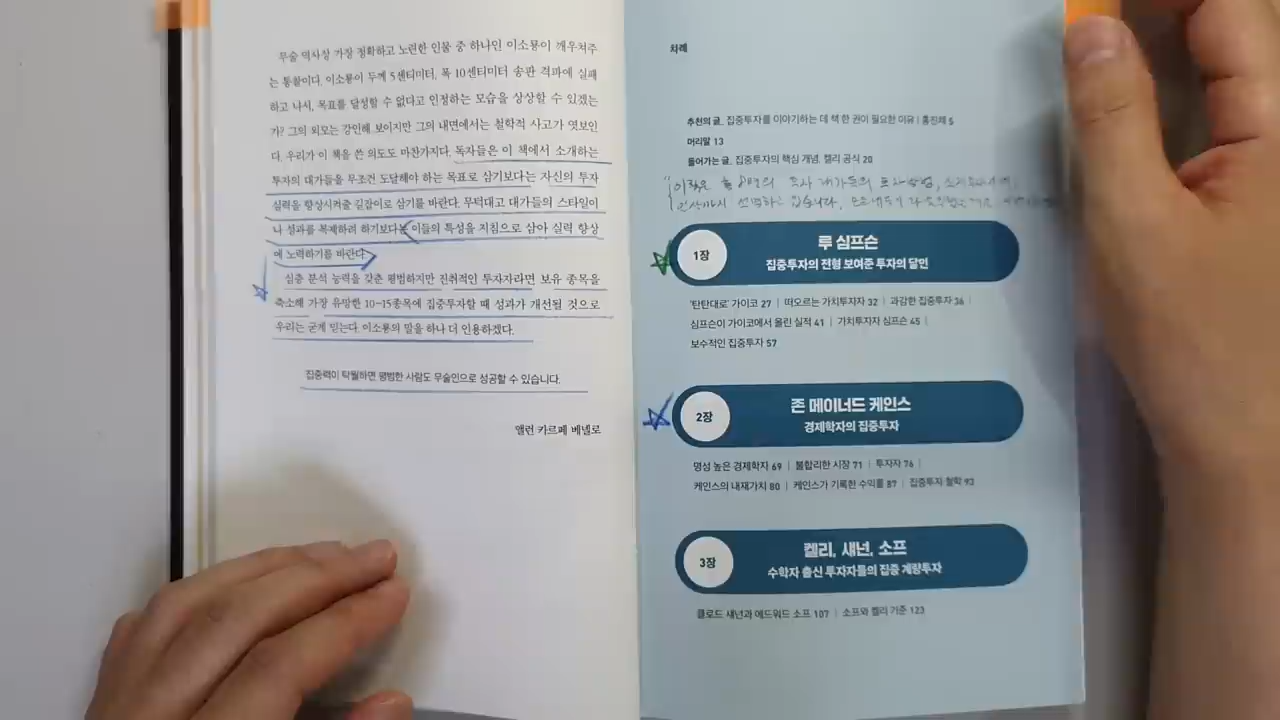 무술 역사상 가장 정확하고 노련한 인물 중 하나인 이소룡이 깨우쳐주
는 통찰이다. 이소룡이 두께 5센티미터, 폭 10센티미터 송판 격파에 실패
하고 나서, 목표를 달성할 수 없다고 인정하는 모습을 상상할 수 있겠는
가? 그의 외모는 강인해 보이지만 그의 내면에서는 철학적 사고가 엿보인
다. 우리가 이 책을 쓴 의도도 마찬가지다. 독자들은 이 책에서 소개하는
투자의 대가들을 무조건 도달해야 하는 목표로 삼기보다는 자신의 투자
실력을 향상시켜줄 길잡이로 삼기를 바란다. 무턱대고 대가들의 스타일이
나 성과를 복제하려 하기보다는 이들의 특성을 지침으로 삼아 실력 향상
에 노력하기를 바란다.
심층 분석 능력을 갖춘 평범하지만 진취적인 투자자라면 보유 종목을
축소해 가장 유망한 10~15종목에 집중투자할 때 성과가 개선될 것으로
우리는 굳게 믿는다. 이소룡의 말을 하나 더 인용하겠다.
집중력이 탁월하면 평범한 사람도 무술인으로 성공할 수 있습니다.
앨런 카르페 베넬로
차례
추천의 글_ 집중투자를 이야기하는 데 책 한 권이 필요한 이유 | 홍진채 5
머리말 13
들어가는 글_ 집중투자의 핵심 개념, 켈리 공식 20
1장
루 심프슨
집중투자의 전형 보여준 투자의 달인
'탄탄대로' 가이코 27 | 떠오르는 가치투자자 32 | 과감한 집중투자 36 |
심프슨이 가이코에서 올린 실적 41 | 가치투자자 심프슨 45 |
보수적인 집중투자 57
2장
존 메이너드 케인스
경제학자의 집중투자
명성 높은 경제학자 69 | 불합리한 시장 71 | 투자자 76 |
케인스의 내재가치 80 | 케인스가 기록한 수익률 87 | 집중투자 철학 93
3장
켈리, 섀넌, 소프
수학자 출신 투자자들의 집중 계량투자
클로드 섀넌과 에드워드 소프 107 | 소프와 켈리 기준 123